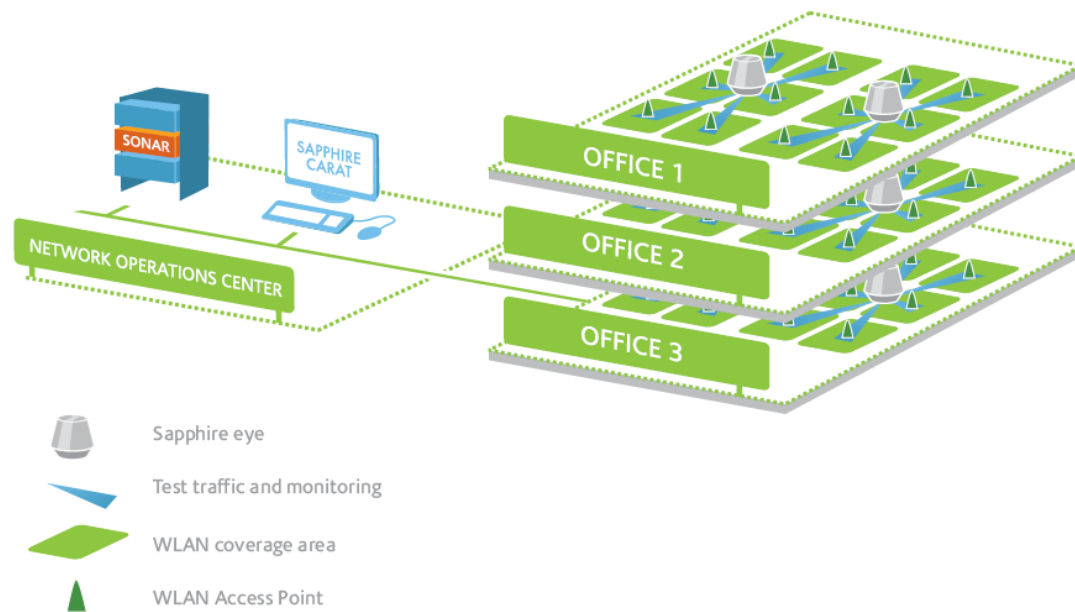 SONAR
SAPPHIRE
CARAT
NETWORK OPERATIONS CENTER
OFFICE 1
OFFICE 2
OFFICE 3
Sapphire eye
Test traffic and monitoring
WLAN coverage area
WLAN Access Point